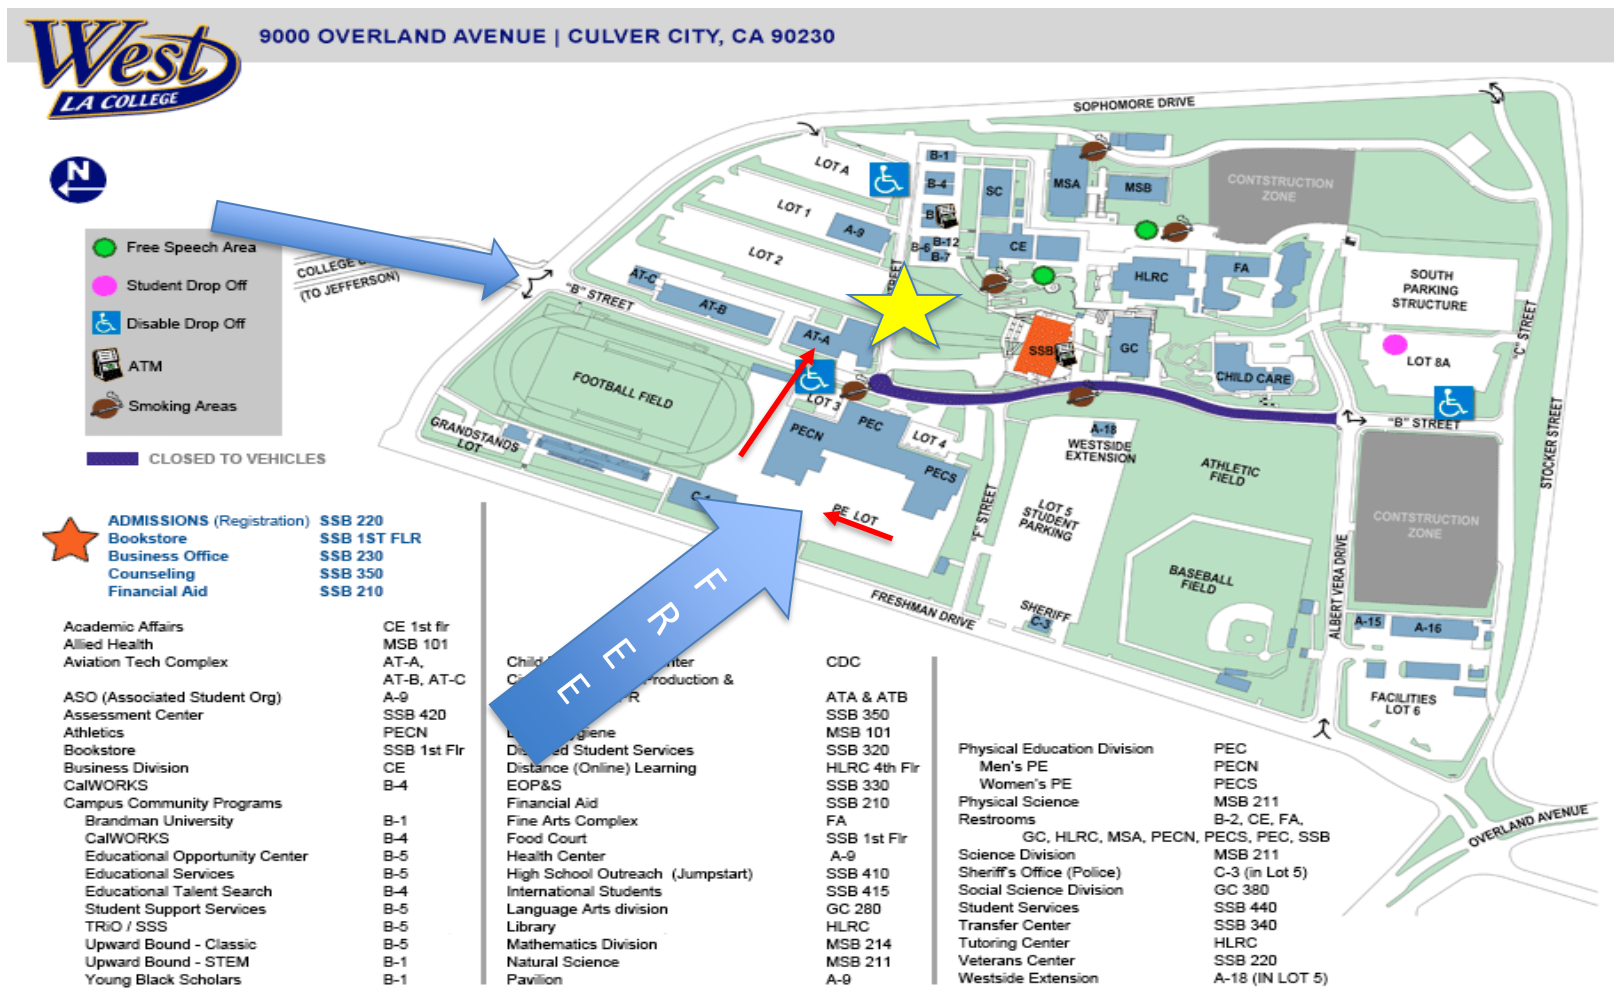 West
LA COLLEGE
9000 OVERLAND AVENUE | CULVER CITY, CA 90230
N
Free Speech Area
Student Drop Off
Disable Drop Off
ATM
Smoking Areas
CLOSED TO VEHICLES
SOPHOMORE DRIVE
LOT A
LOT 1
A-9
LOT 2
COLLEGE
(TO JEFFERSON)
"B" STREET
AT-C
AT-B
AT-A
B-1
B-4
B
B-6
B-12
B-7
SC
CE
MSA
MSB
CONTSTRUCTION
ZONE
HLRC
FA
SOUTH
PARKING
STRUCTURE
LOT 8A
"C" STREET
STREET
SSB
GC
CHILD CARE
"B" STREET
STOCKER STREET
FOOTBALL FIELD
GRANDSTANDS
LOT
LOT 3
PEC
PECN
LOT 4
PECS
PE LOT
"F" STREET
A-18
WESTSIDE
EXTENSION
ATHLETIC
FIELD
LOT 5
STUDENT
PARKING
CONTSTRUCTION
ZONE
BASEBALL
FIELD
ALBERT VERA DRIVE
FRESHMAN DRIVE
SHERIFF
C-3
A-15
A-16
FACILITIES
LOT 6
OVERLAND AVENUE
FREE
ADMISSIONS (Registration) SSB 220
Bookstore SSB 1ST FLR
Business Office SSB 230
Counseling SSB 350
Financial Aid SSB 210
Academic Affairs CE 1st flr
Allied Health MSB 101
Aviation Tech Complex AT-A,
AT-B, AT-C
ASO (Associated Student Org) A-9
Assessment Center SSB 420
Athletics PECN
Bookstore SSB 1st Flr
Business Division CE
CalWORKS B-4
Campus Community Programs
Brandman University B-1
CalWORKS B-4
Educational Opportunity Center B-5
Educational Services B-5
Educational Talent Search B-4
Student Support Services B-5
TRiO / SSS B-5
Upward Bound - Classic B-5
Upward Bound - STEM B-1
Young Black Scholars B-1
Child CDC
Production &
ATA & ATB
SSB 350
MSB 101
Student Services SSB 320
Distance (Online) Learning HLRC 4th Flr
EOP&S SSB 330
Financial Aid SSB 210
Fine Arts Complex FA
Food Court SSB 1st Flr
Health Center A-9
High School Outreach (Jumpstart) SSB 410
International Students SSB 415
Language Arts division GC 280
Library HLRC
Mathematics Division MSB 214
Natural Science MSB 211
Pavilion A-9
Physical Education Division PEC
Men's PE PECN
Women's PE PECS
Physical Science MSB 211
Restrooms B-2, CE, FA,
GC, HLRC, MSA, PECN, PECS, PEC, SSB
Science Division MSB 211
Sheriff's Office (Police) C-3 (in Lot 5)
Social Science Division GC 380
Student Services SSB 440
Transfer Center SSB 340
Tutoring Center HLRC
Veterans Center SSB 220
Westside Extension A-18 (IN LOT 5)